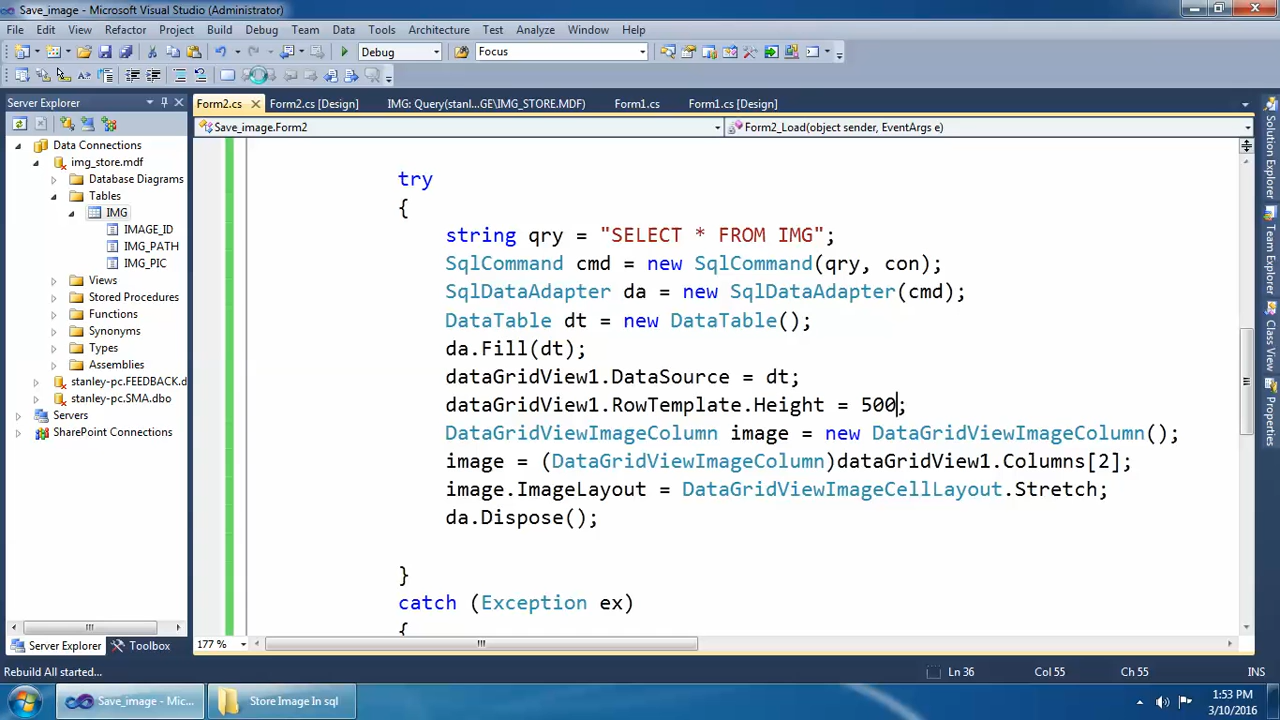 Save_image - Microsoft Visual Studio (Administrator)
File Edit View Refactor Project Build Debug Team Data Tools Architecture Test Analyze Window Help
Debug Focus
Server Explorer
Form2.cs Form2.cs [Design] IMG: Query(stanl...GE\IMG_STORE.MDF) Form1.cs Form1.cs [Design]
Save_image.Form2 Form2_Load(object sender, EventArgs e)
Data Connections
img_store.mdf
Database Diagrams
Tables
IMG
IMAGE_ID
IMG_PATH
IMG_PIC
Views
Stored Procedures
Functions
Synonyms
Types
Assemblies
stanley-pc.FEEDBACK.d
stanley-pc.SMA.dbo
Servers
SharePoint Connections
try
{
string qry = "SELECT * FROM IMG";
SqlCommand cmd = new SqlCommand(qry, con);
SqlDataAdapter da = new SqlDataAdapter(cmd);
DataTable dt = new DataTable();
da.Fill(dt);
dataGridView1.DataSource = dt;
dataGridView1.RowTemplate.Height = 500;
DataGridViewImageColumn image = new DataGridViewImageColumn();
image = (DataGridViewImageColumn)dataGridView1.Columns[2];
image.ImageLayout = DataGridViewImageCellLayout.Stretch;
da.Dispose();
}
catch (Exception ex)
{
Solution Explorer
Team Explorer
Class View
Properties
177 %
Server Explorer Toolbox
Rebuild All started... Ln 36 Col 55 Ch 55 INS
Save_image - Mic... Store Image In sql
1:53 PM
3/10/2016